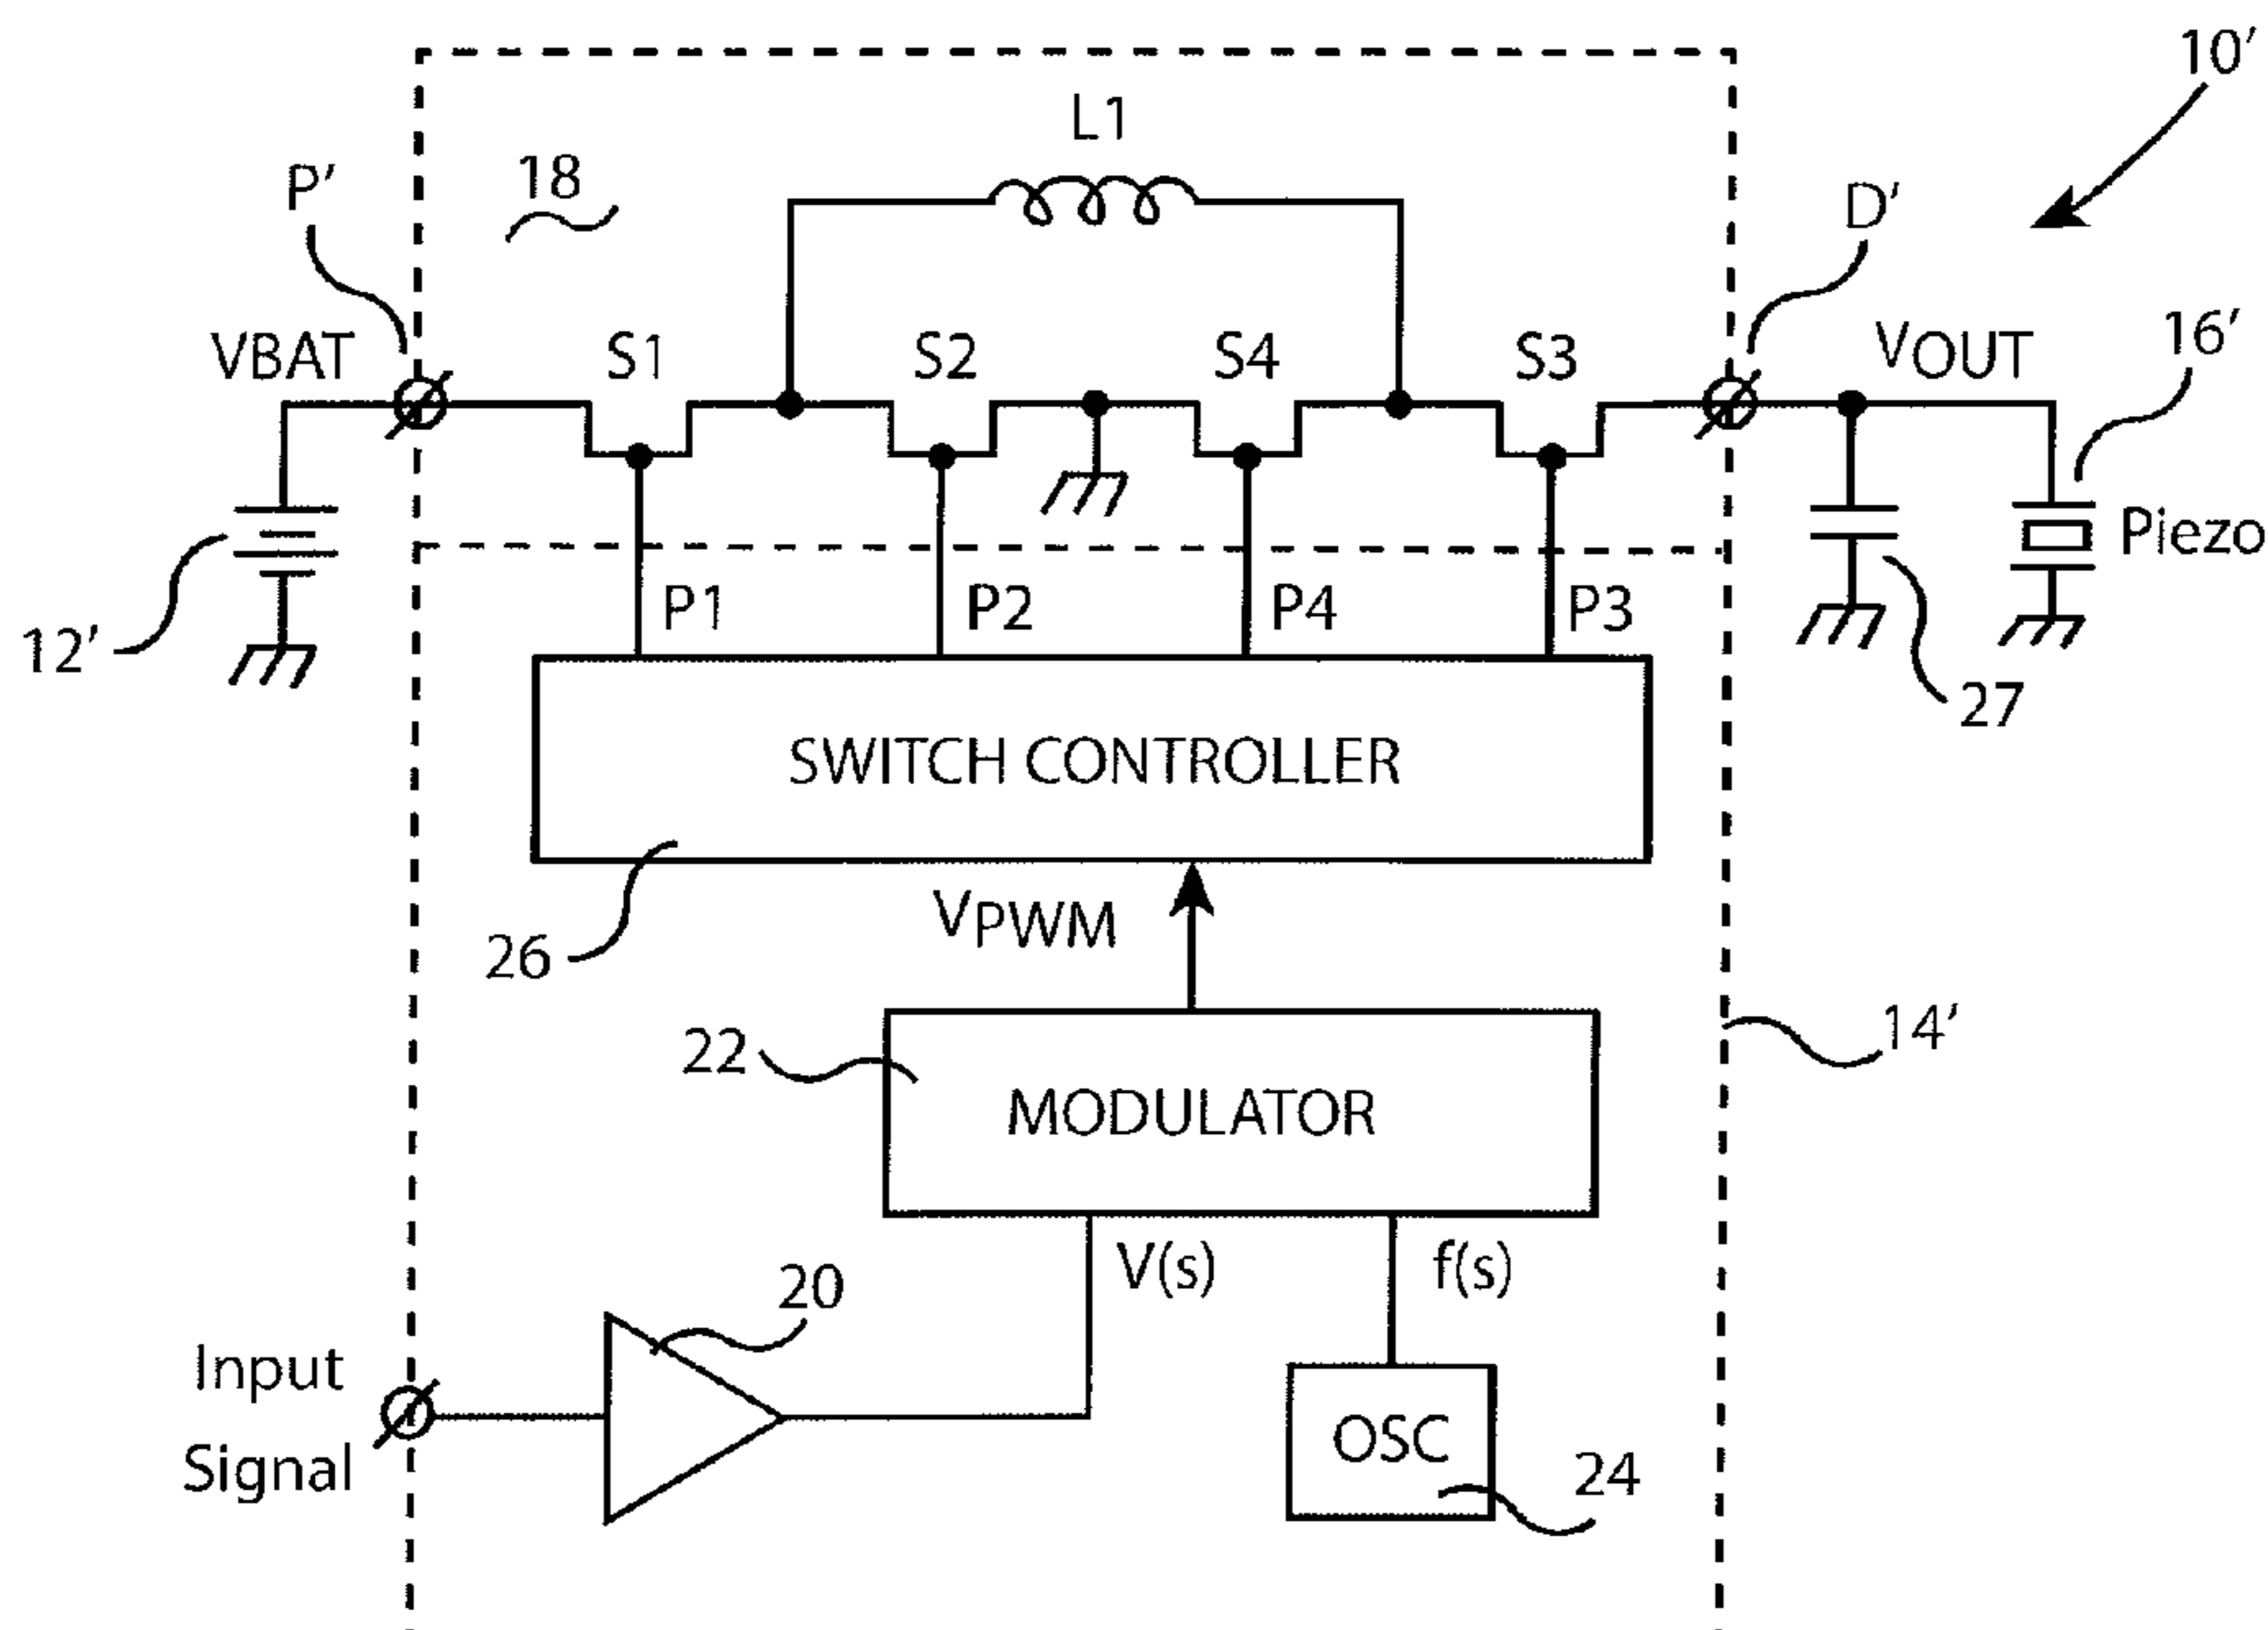 10′
L1
P′
18
D′
VBAT
S1
S2
S4
S3
VOUT
16′
Piezo
12′
P1
P2
P4
P3
27
SWITCH CONTROLLER
26
VPWM
22
14′
MODULATOR
V(s)
f(s)
20
Input
Signal
OSC
24